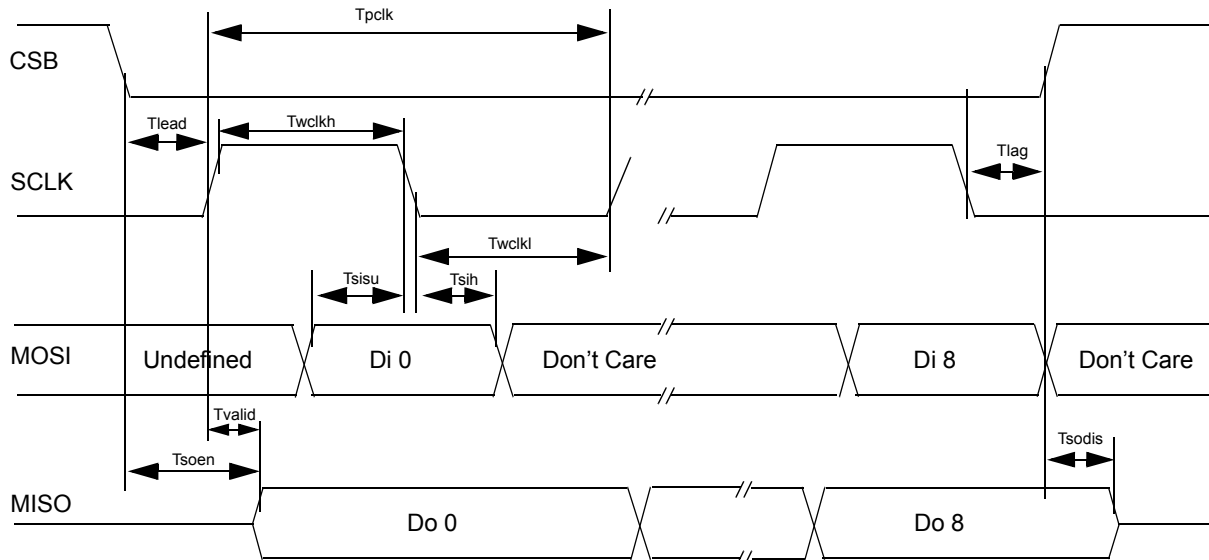 Tpclk
CSB
Tlead
Twclkh
Tlag
SCLK
Twclkl
Tsisu
Tsih
MOSI
Undefined
Di 0
Don't Care
Di 8
Don't Care
Tvalid
Tsoen
Tsodis
MISO
Do 0
Do 8